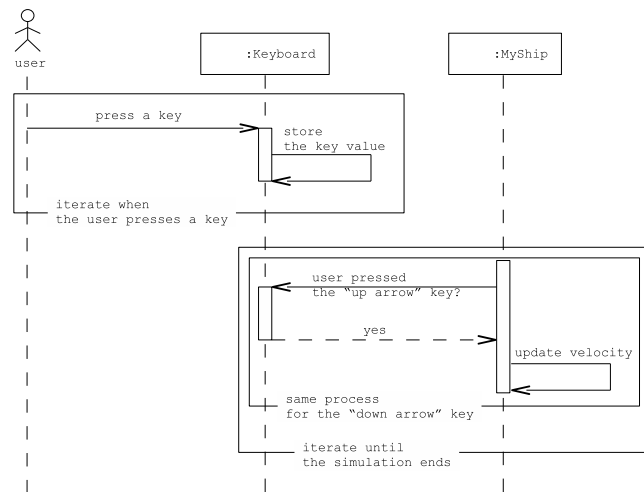 user
:Keyboard
:MyShip
press a key
store
the key value
iterate when
the user presses a key
user pressed
the “up arrow” key?
yes
update velocity
same process
for the “down arrow” key
iterate until
the simulation ends